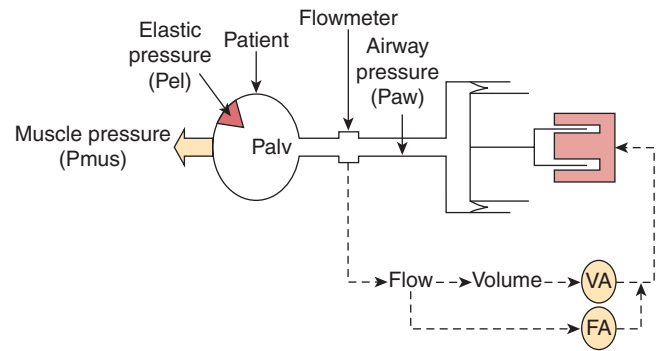 Flowmeter
Elastic
pressure
(Pel)
Patient
Airway
pressure
(Paw)
Muscle pressure
(Pmus)
Palv
Flow
Volume
VA
FA